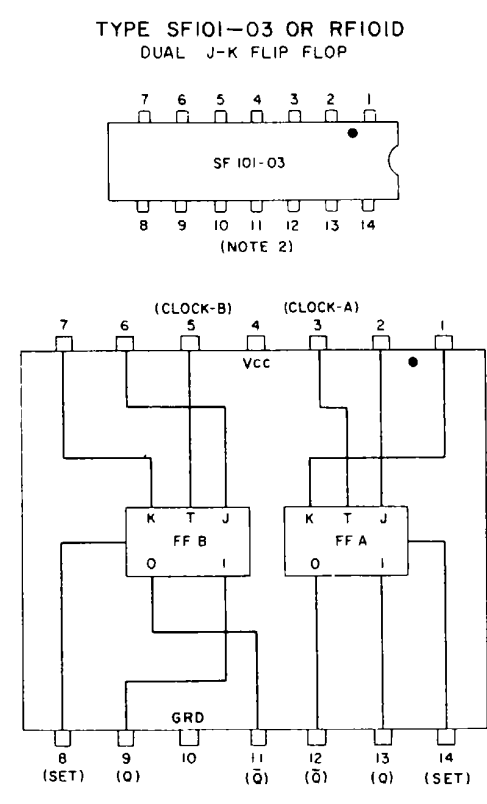 TYPE SF101-03 OR RF101D
DUAL J-K FLIP FLOP
7 6 5 4 3 2 1
SF 101-03
8 9 10 11 12 13 14
(NOTE 2)
(CLOCK-B) (CLOCK-A)
7 6 5 4 3 2 1
VCC
K T J K T J
FF B FF A
0 1 0 1
GRD
8 9 10 11 12 13 14
(SET) (Q) (Q̄) (Q̄) (Q) (SET)